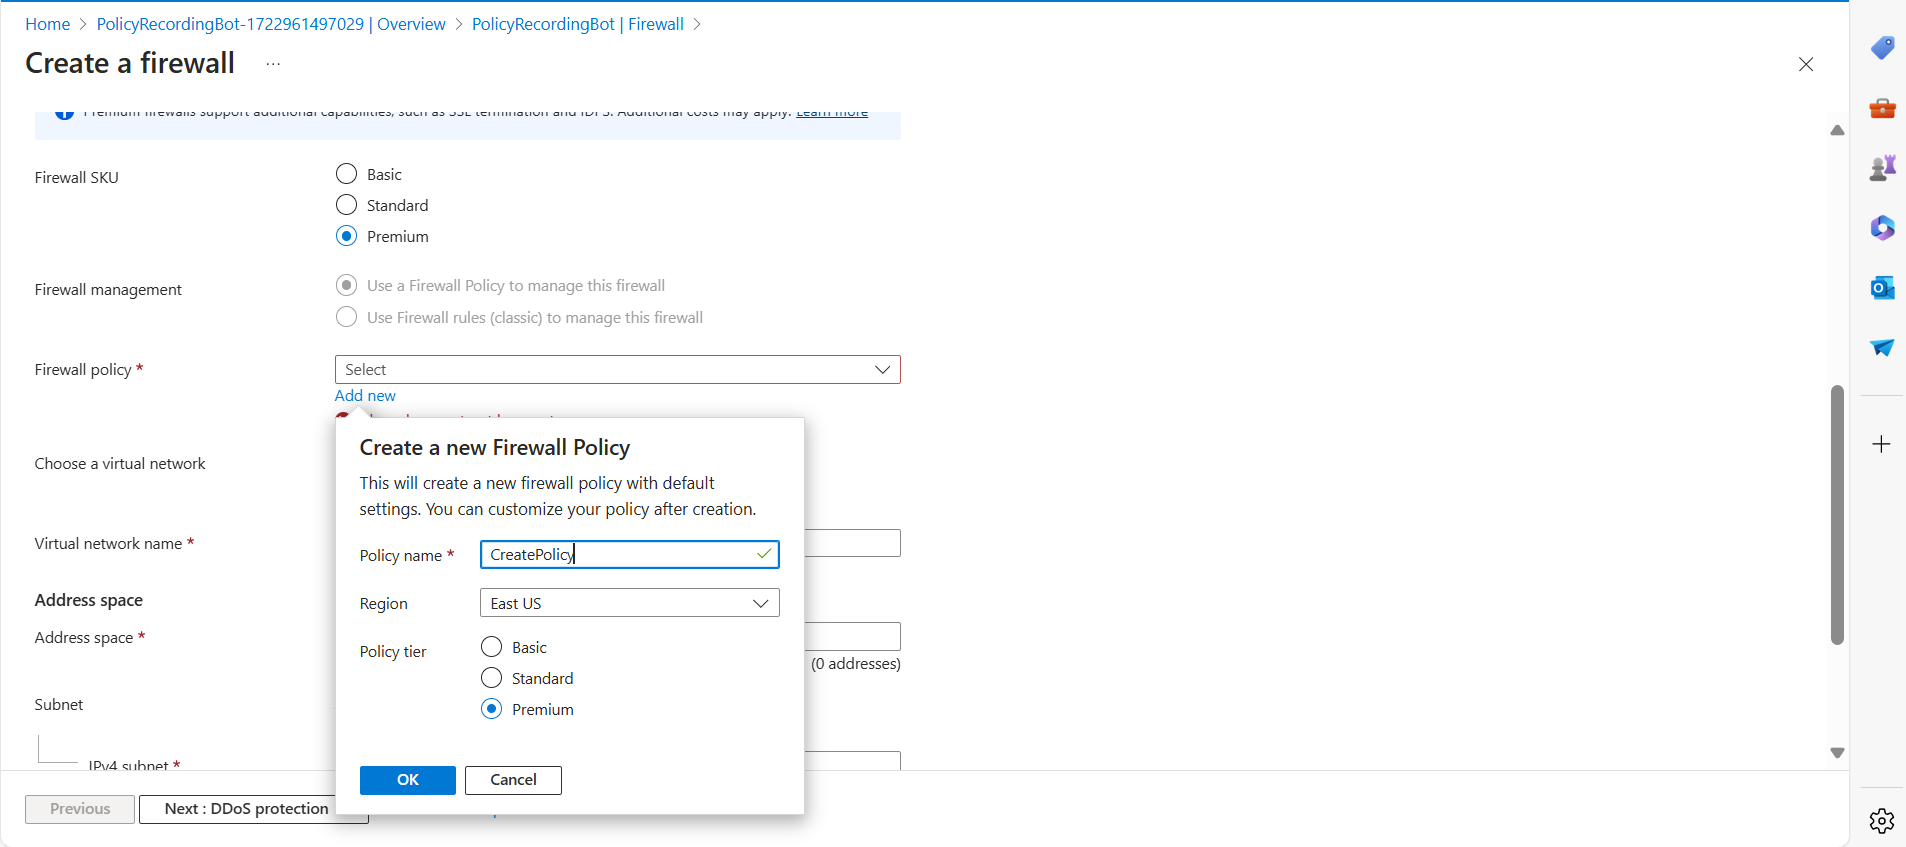 Home > PolicyRecordingBot-1722961497029 | Overview > PolicyRecordingBot | Firewall >
Create a firewall ...
Premium firewalls support additional capabilities, such as SSL termination and IDPS. Additional costs may apply. Learn more
Firewall SKU
Basic
Standard
Premium
Firewall management
Use a Firewall Policy to manage this firewall
Use Firewall rules (classic) to manage this firewall
Firewall policy *
Select
Add new
Create a new Firewall Policy
This will create a new firewall policy with default
settings. You can customize your policy after creation.
Policy name *
CreatePolicy
Region
East US
Policy tier
Basic
Standard
Premium
OK
Cancel
Choose a virtual network
Virtual network name *
Address space
Address space *
(0 addresses)
Subnet
IPv4 subnet *
Previous
Next : DDoS protection